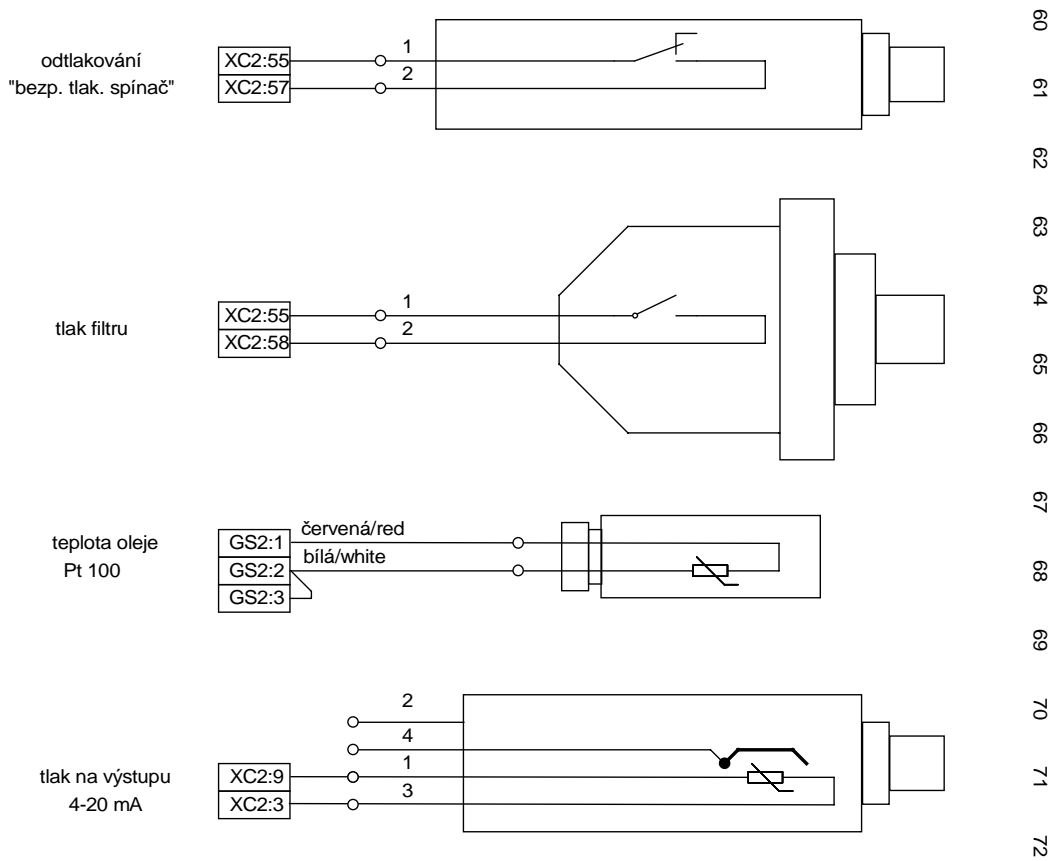 odtlakování
"bezp. tlak. spínač"
XC2:55
XC2:57
1
2
tlak filtru
XC2:55
XC2:58
1
2
teplota oleje
Pt 100
GS2:1
GS2:2
GS2:3
červená/red
bílá/white
tlak na výstupu
4-20 mA
XC2:9
XC2:3
2
4
1
3
60
61
62
63
64
65
66
67
68
69
70
71
72